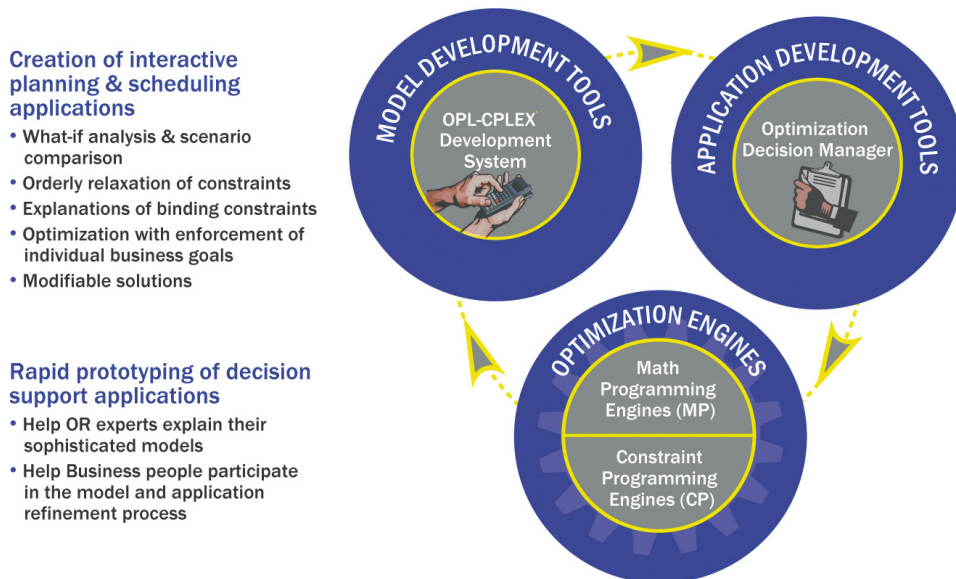 Creation of interactive
planning & scheduling
applications
• What-if analysis & scenario
comparison
• Orderly relaxation of constraints
• Explanations of binding constraints
• Optimization with enforcement of
individual business goals
• Modifiable solutions
Rapid prototyping of decision
support applications
• Help OR experts explain their
sophisticated models
• Help Business people participate
in the model and application
refinement process
MODEL DEVELOPMENT TOOLS
OPL-CPLEX
Development
System
APPLICATION DEVELOPMENT TOOLS
Optimization
Decision Manager
OPTIMIZATION ENGINES
Math
Programming
Engines (MP)
Constraint
Programming
Engines (CP)